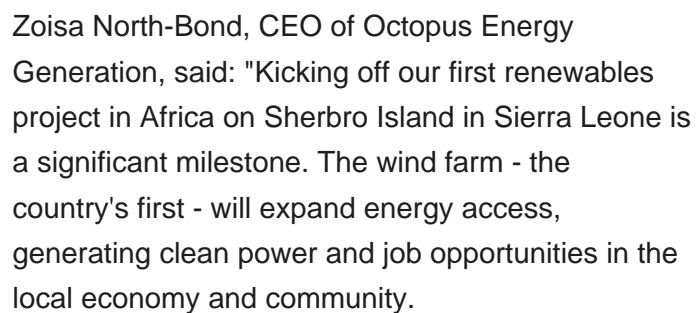 Zoisa North-Bond, CEO of Octopus Energy
Generation, said: "Kicking off our first renewables
project in Africa on Sherbro Island in Sierra Leone is
a significant milestone. The wind farm - the
country's first - will expand energy access,
generating clean power and job opportunities in the
local economy and community.